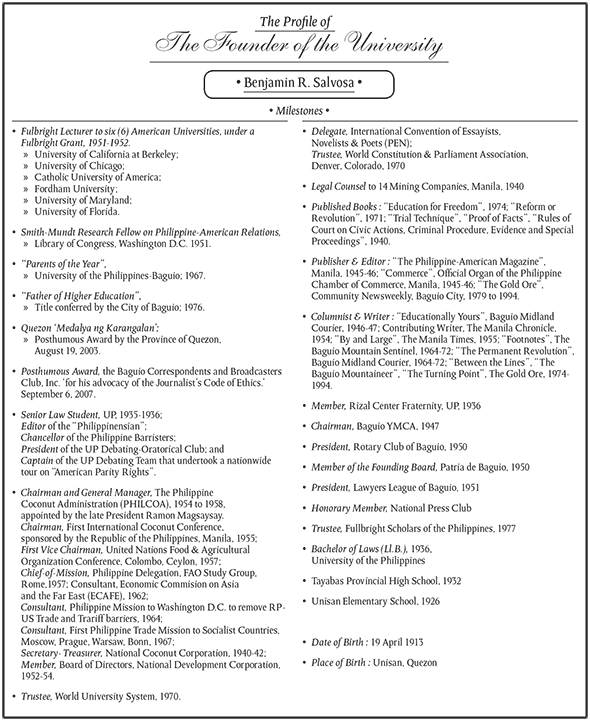 The Profile of
The Founder of the University
• Benjamin R. Salvosa •
• Milestones •
• Fulbright Lecturer to six (6) American Universities, under a
Fulbright Grant, 1951-1952.
» University of California at Berkeley;
» University of Chicago;
» Catholic University of America;
» Fordham University;
» University of Maryland;
» University of Florida.
• Smith-Mundt Research Fellow on Philippine-American Relations,
» Library of Congress, Washington D.C. 1951.
• "Parents of the Year",
» University of the Philippines-Baguio; 1967.
• "Father of Higher Education",
» Title conferred by the City of Baguio; 1976.
• Quezon 'Medalya ng Karangalan';
» Posthumous Award by the Province of Quezon,
August 19, 2003.
• Posthumous Award, the Baguio Correspondents and Broadcasters
Club, Inc. 'for his advocacy of the Journalist's Code of Ethics.'
September 6, 2007.
• Senior Law Student, UP, 1935-1936;
Editor of the "Philippinensian";
Chancellor of the Philippine Barristers;
President of the UP Debating-Oratorical Club; and
Captain of the UP Debating Team that undertook a nationwide
tour on "American Parity Rights".
• Chairman and General Manager, The Philippine
Coconut Administration (PHILCOA), 1954 to 1958,
appointed by the late President Ramon Magsaysay.
Chairman, First International Coconut Conference,
sponsored by the Republic of the Philippines, Manila, 1955;
First Vice Chairman, United Nations Food & Agricultural
Organization Conference, Colombo, Ceylon, 1957;
Chief-of-Mission, Philippine Delegation, FAO Study Group,
Rome,1957; Consultant, Economic Commision on Asia
and the Far East (ECAFE), 1962;
Consultant, Philippine Mission to Washington D.C. to remove RP-
US Trade and Trariff barriers, 1964;
Consultant, First Philippine Trade Mission to Socialist Countries,
Moscow, Prague, Warsaw, Bonn, 1967;
Secretary- Treasurer, National Coconut Corporation, 1940-42;
Member, Board of Directors, National Development Corporation,
1952-54.
• Trustee, World University System, 1970.
• Delegate, International Convention of Essayists,
Novelists & Poets (PEN);
Trustee, World Constitution & Parliament Association,
Denver, Colorado, 1970
• Legal Counsel to 14 Mining Companies, Manila, 1940
• Published Books : "Education for Freedom", 1974; "Reform or
Revolution", 1971; "Trial Technique", "Proof of Facts", "Rules of
Court on Civic Actions, Criminal Procedure, Evidence and Special
Proceedings", 1940.
• Publisher & Editor : "The Philippine-American Magazine",
Manila, 1945-46; "Commerce", Official Organ of the Philippine
Chamber of Commerce, Manila, 1945-46; "The Gold Ore",
Community Newsweekly, Baguio City, 1979 to 1994.
• Columnist & Writer : "Educationally Yours", Baguio Midland
Courier, 1946-47; Contributing Writer, The Manila Chronicle,
1954; "By and Large", The Manila Times, 1955; "Footnotes", The
Baguio Mountain Sentinel, 1964-72; "The Permanent Revolution",
Baguio Midland Courier, 1964-72; "Between the Lines", "The
Baguio Mountaineer", "The Turning Point", The Gold Ore, 1974-
1994.
• Member, Rizal Center Fraternity, UP, 1936
• Chairman, Baguio YMCA, 1947
• President, Rotary Club of Baguio, 1950
• Member of the Founding Board, Patria de Baguio, 1950
• President, Lawyers League of Baguio, 1951
• Honorary Member, National Press Club
• Trustee, Fullbright Scholars of the Philippines, 1977
• Bachelor of Laws (Ll.B.), 1936,
University of the Philippines
• Tayabas Provincial High School, 1932
• Unisan Elementary School, 1926
• Date of Birth : 19 April 1913
• Place of Birth : Unisan, Quezon